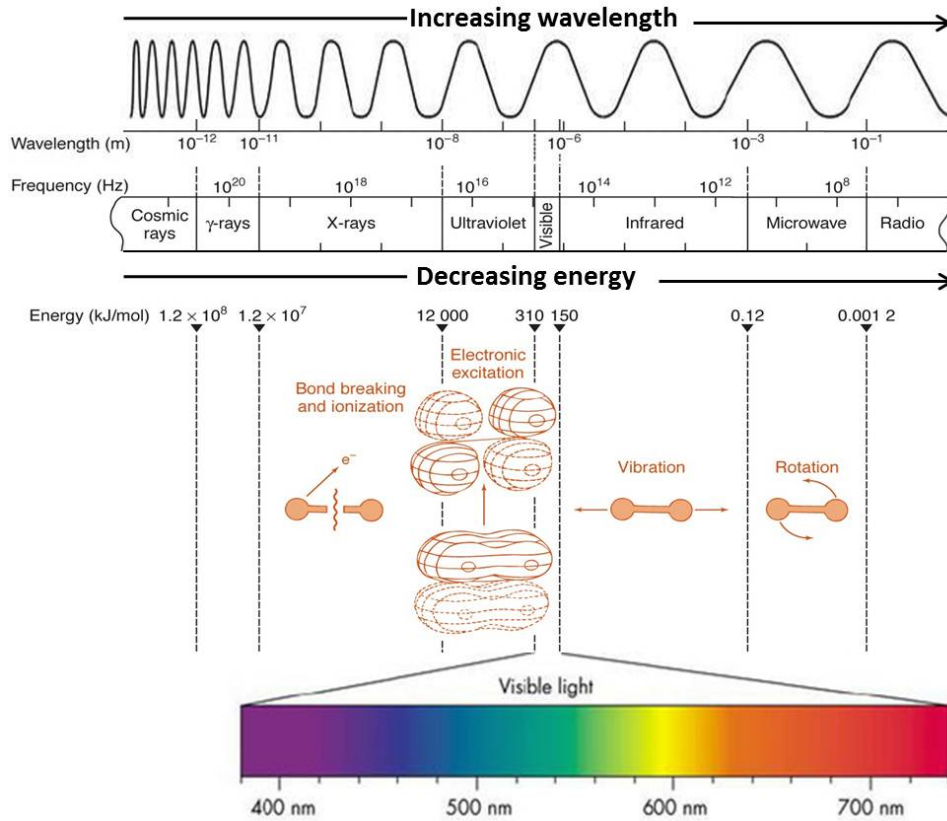 Increasing wavelength
Wavelength (m) 10⁻¹² 10⁻¹¹ 10⁻⁸ 10⁻⁶ 10⁻³ 10⁻¹
Frequency (Hz) 10²⁰ 10¹⁸ 10¹⁶ 10¹⁴ 10¹² 10⁸
Cosmic rays γ-rays X-rays Ultraviolet Visible Infrared Microwave Radio
Decreasing energy
Energy (kJ/mol) 1.2 × 10⁸ 1.2 × 10⁷ 12 000 310 150 0.12 0.001 2
Electronic
excitation
Bond breaking
and ionization
e⁻
Vibration
Rotation
Visible light
400 nm 500 nm 600 nm 700 nm